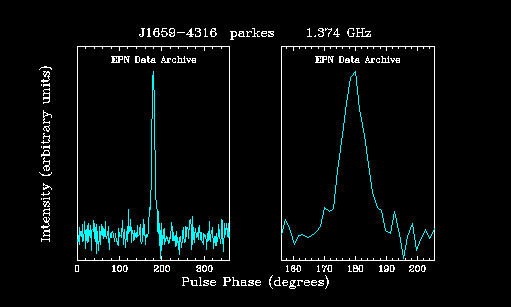 J1659-4316 parkes 1.374 GHz
EPN Data Archive EPN Data Archive
Intensity (arbitrary units)
0 100 200 300 160 170 180 190 200
Pulse Phase (degrees)